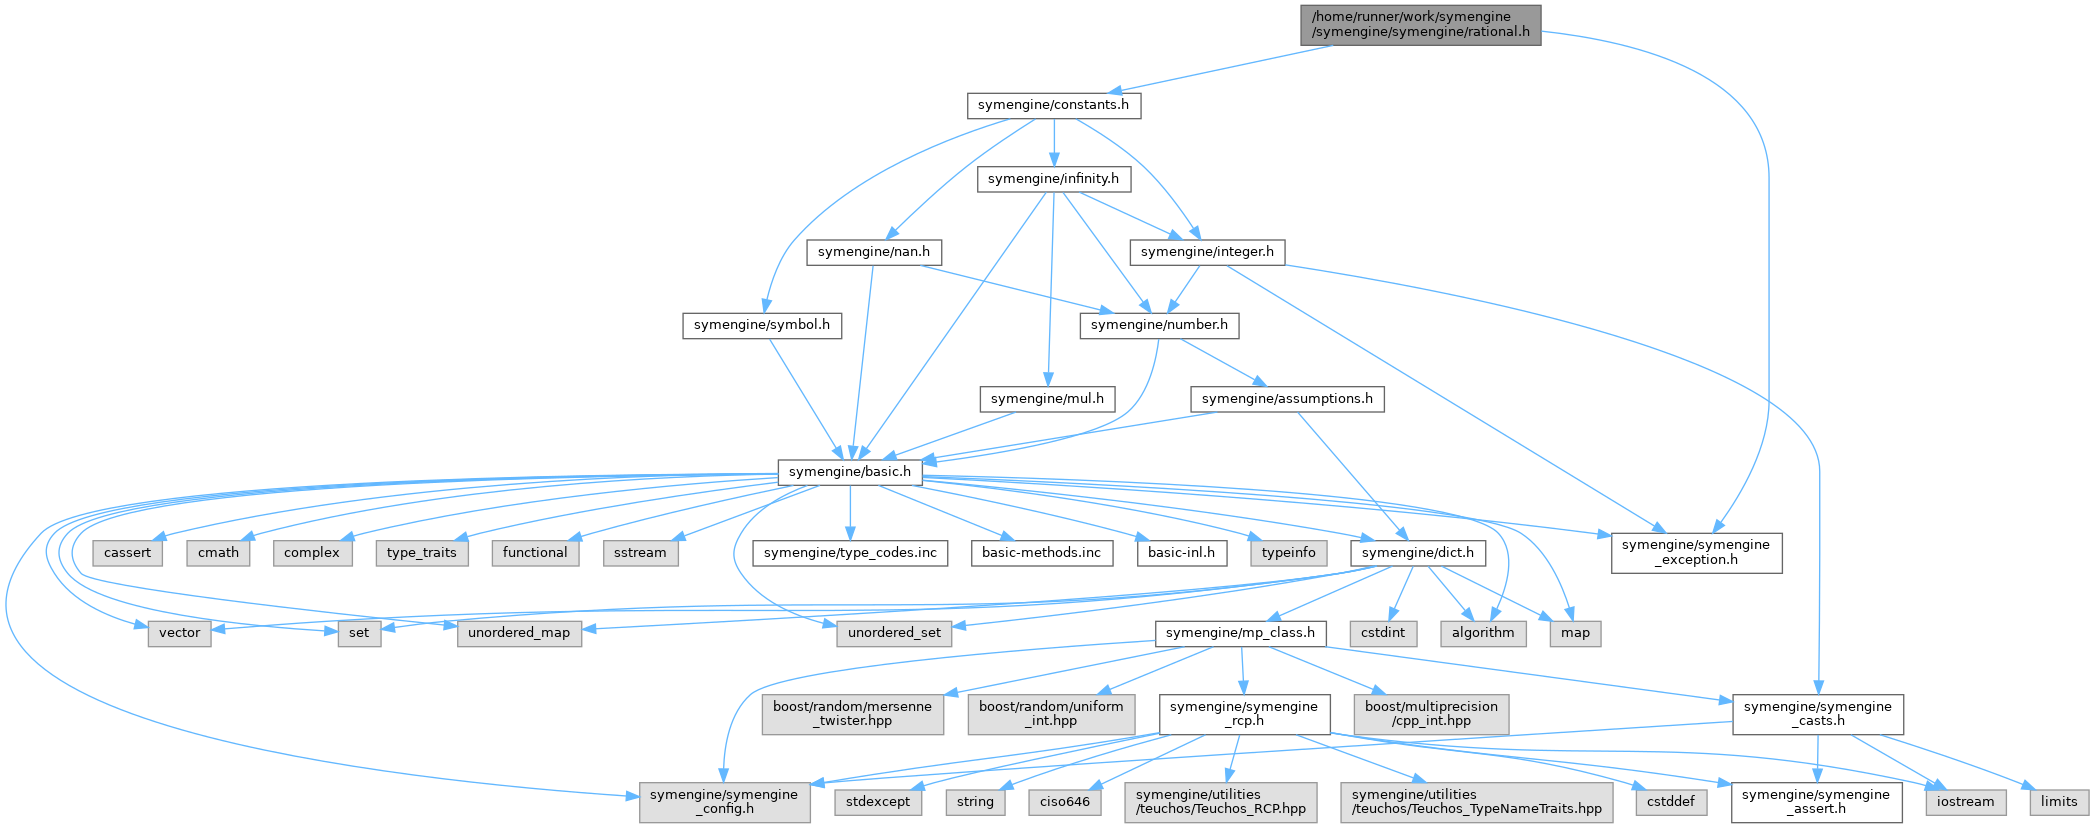 /home/runner/work/symengine
/symengine/symengine/rational.h
symengine/constants.h
symengine/infinity.h
symengine/nan.h
symengine/integer.h
symengine/symbol.h
symengine/number.h
symengine/mul.h
symengine/assumptions.h
symengine/basic.h
cassert
cmath
complex
type_traits
functional
sstream
symengine/type_codes.inc
basic-methods.inc
basic-inl.h
typeinfo
symengine/dict.h
symengine/symengine
_exception.h
vector
set
unordered_map
unordered_set
symengine/mp_class.h
cstdint
algorithm
map
boost/random/mersenne
_twister.hpp
boost/random/uniform
_int.hpp
symengine/symengine
_rcp.h
boost/multiprecision
/cpp_int.hpp
symengine/symengine
_casts.h
symengine/symengine
_config.h
stdexcept
string
ciso646
symengine/utilities
/teuchos/Teuchos_RCP.hpp
symengine/utilities
/teuchos/Teuchos_TypeNameTraits.hpp
cstddef
symengine/symengine
_assert.h
iostream
limits